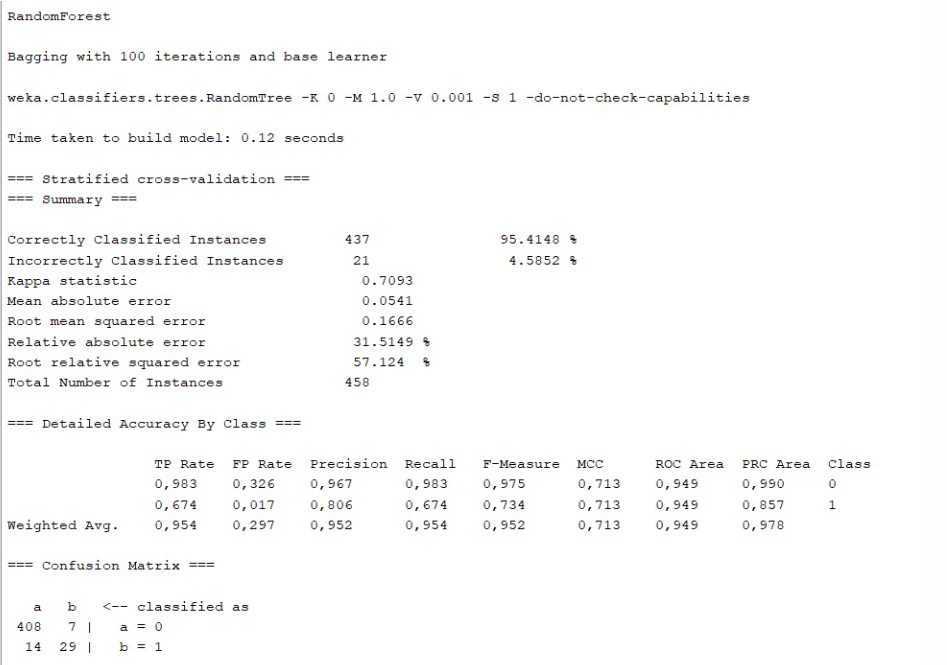 RandomForest
Bagging with 100 iterations and base learner
weka.classifiers.trees.RandomTree -K 0 -M 1.0 -V 0.001 -S 1 -do-not-check-capabilities
Time taken to build model: 0.12 seconds
=== Stratified cross-validation ===
=== Summary ===
Correctly Classified Instances 437 95.4148 %
Incorrectly Classified Instances 21 4.5852 %
Kappa statistic 0.7093
Mean absolute error 0.0541
Root mean squared error 0.1666
Relative absolute error 31.5149 %
Root relative squared error 57.124 %
Total Number of Instances 458
=== Detailed Accuracy By Class ===
TP Rate FP Rate Precision Recall F-Measure MCC ROC Area PRC Area Class
0,983 0,326 0,967 0,983 0,975 0,713 0,949 0,990 0
0,674 0,017 0,806 0,674 0,734 0,713 0,949 0,857 1
Weighted Avg. 0,954 0,297 0,952 0,954 0,952 0,713 0,949 0,978
=== Confusion Matrix ===
a b <-- classified as
408 7 | a = 0
14 29 | b = 1